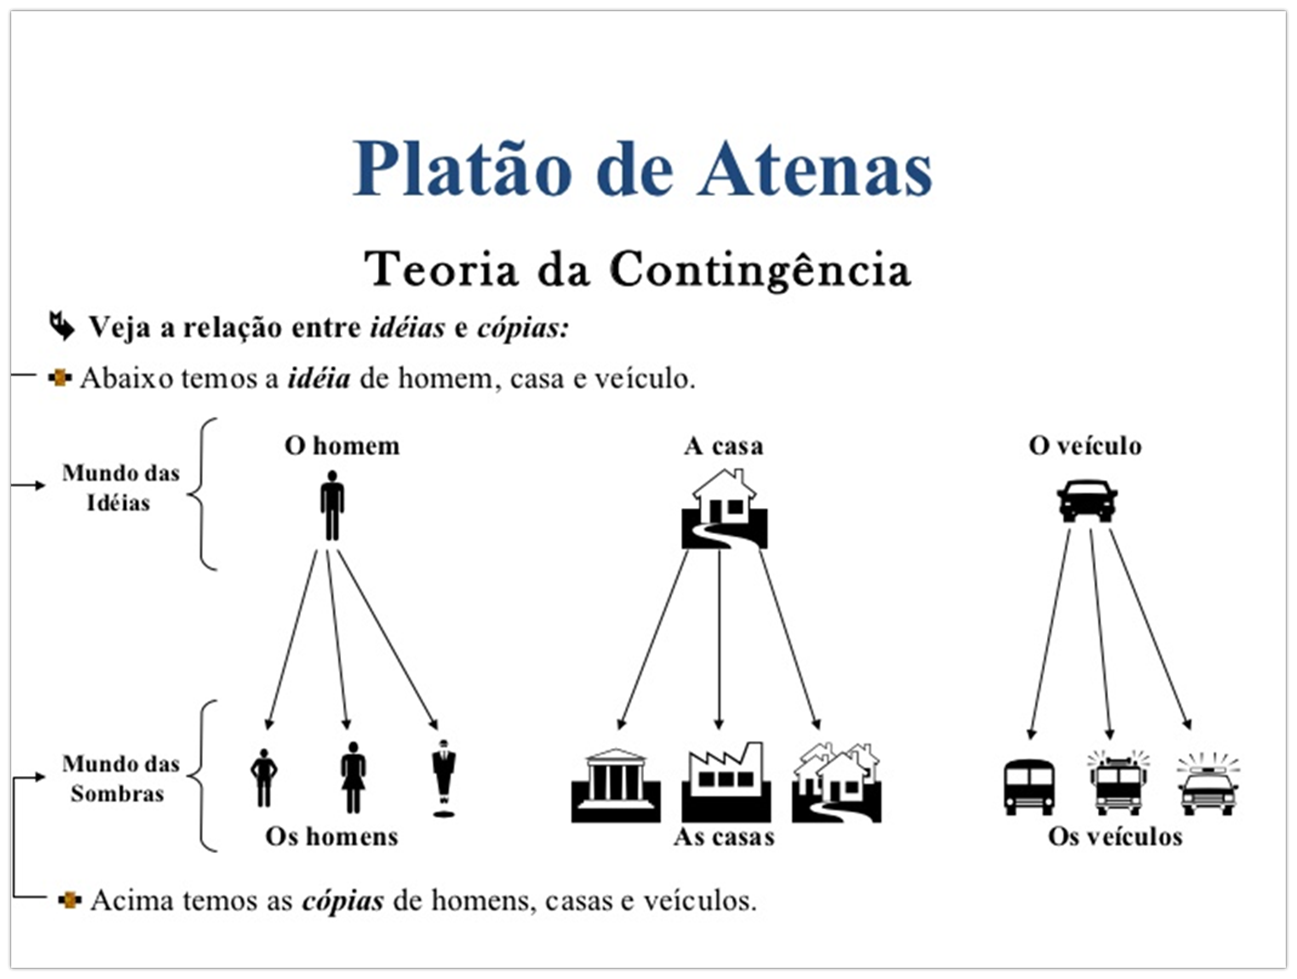 Platão de Atenas
Teoria da Contingência
Veja a relação entre idéias e cópias:
Abaixo temos a idéia de homem, casa e veículo.
O homem
A casa
O veículo
Mundo das
Idéias
Mundo das
Sombras
Os homens
As casas
Os veículos
Acima temos as cópias de homens, casas e veículos.